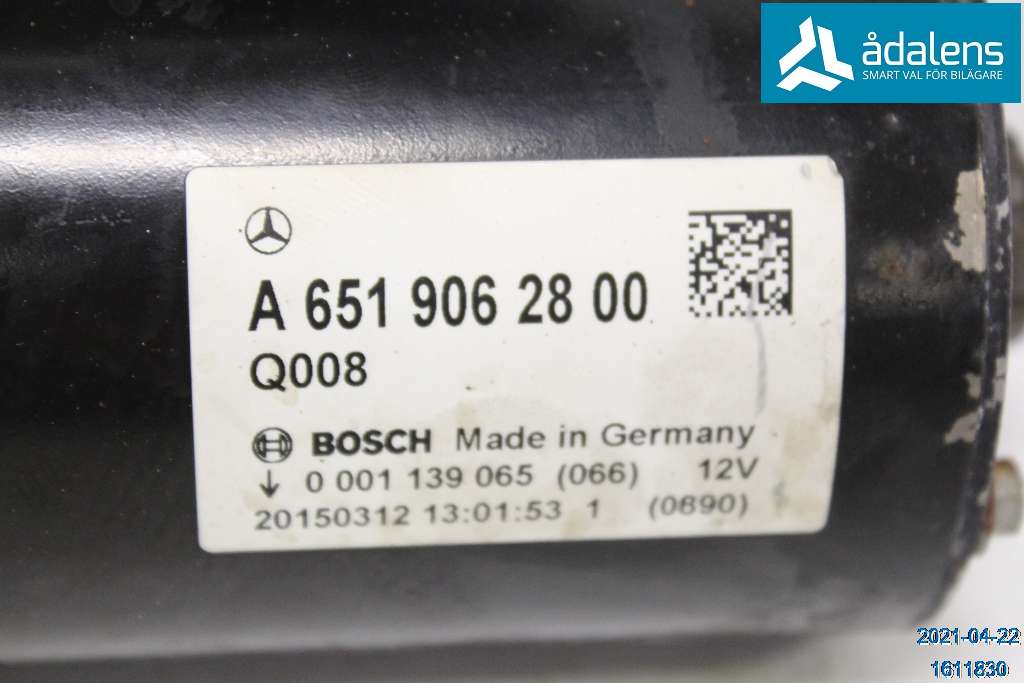 ådalens
SMART VAL FÖR BILÄGARE
A 651 906 28 00
Q008
BOSCH Made in Germany
0 001 139 065 (066) 12V
20150312 13:01:53 1 (0890)
2021-04-22
1611830